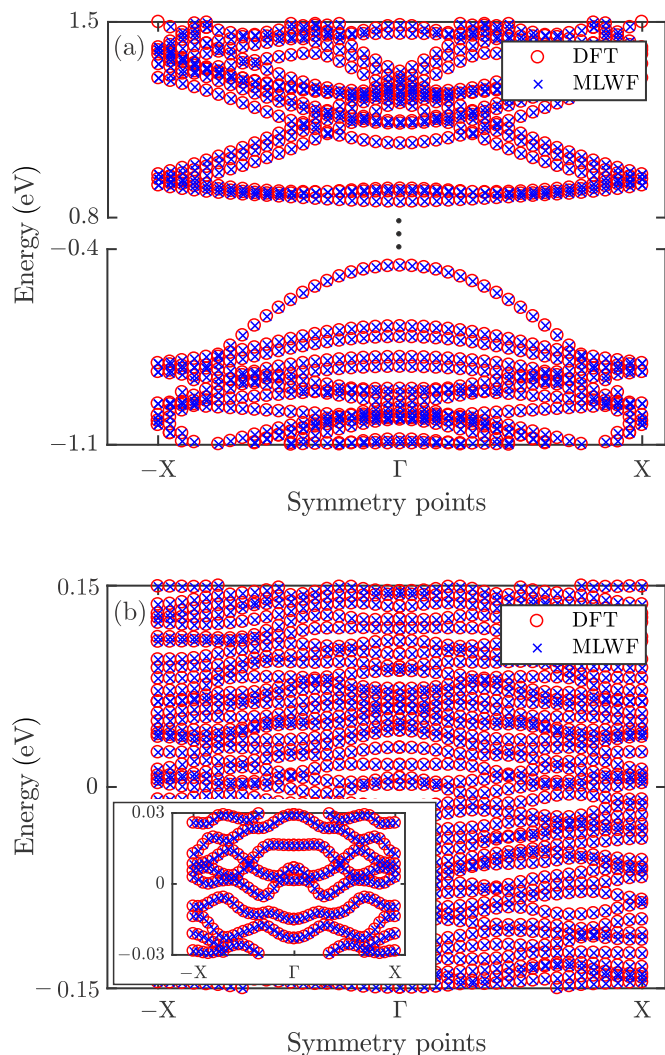 1.5
(a)
DFT
MLWF
Energy (eV)
0.8
−0.4
−1.1
−X Γ X
Symmetry points
0.15
(b)
DFT
MLWF
Energy (eV)
0
0.03
0
−0.03
−X Γ X
−0.15
−X Γ X
Symmetry points